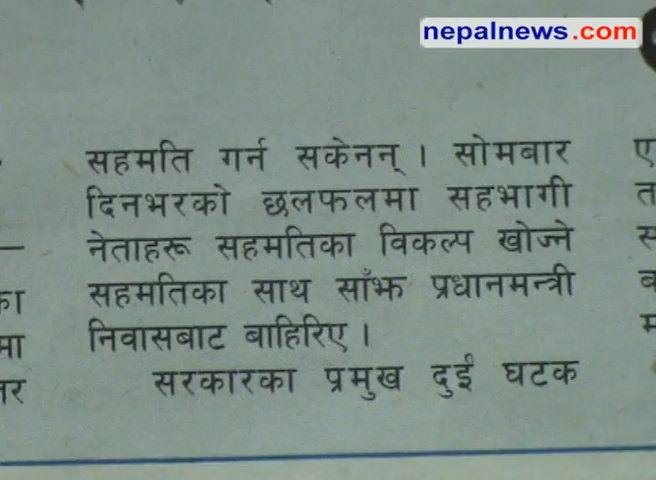 nepalnews.com
सहमति गर्न सकेनन् । सोमबार
दिनभरको छलफलमा सहभागी
नेताहरू सहमतिका विकल्प खोज्ने
सहमतिका साथ साँझ प्रधानमन्त्री
निवासबाट बाहिरिए ।
सरकारका प्रमुख दुई घटक